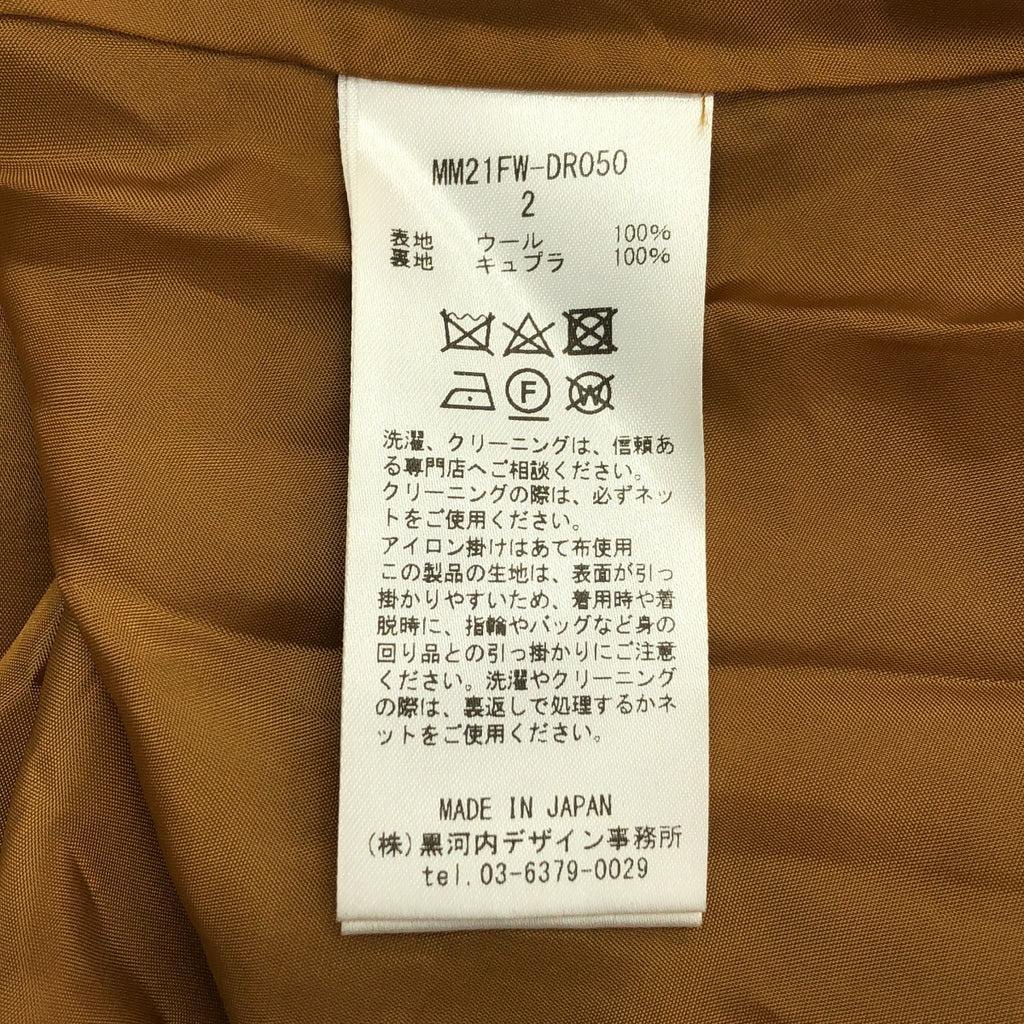 MM21FW-DR050
2
表地 ウール 100%
裏地 キュプラ 100%
F
W
洗濯、クリーニングは、信頼あ
る専門店へご相談ください。
クリーニングの際は、必ずネッ
トをご使用ください。
アイロン掛けはあて布使用
この製品の生地は、表面が引っ
掛かりやすいため、着用時や着
脱時に、指輪やバッグなど身の
回り品との引っ掛かりにご注意
ください。洗濯やクリーニング
の際は、裏返しで処理するかネ
ットをご使用ください。
MADE IN JAPAN
(株)黒河内デザイン事務所
tel.03-6379-0029